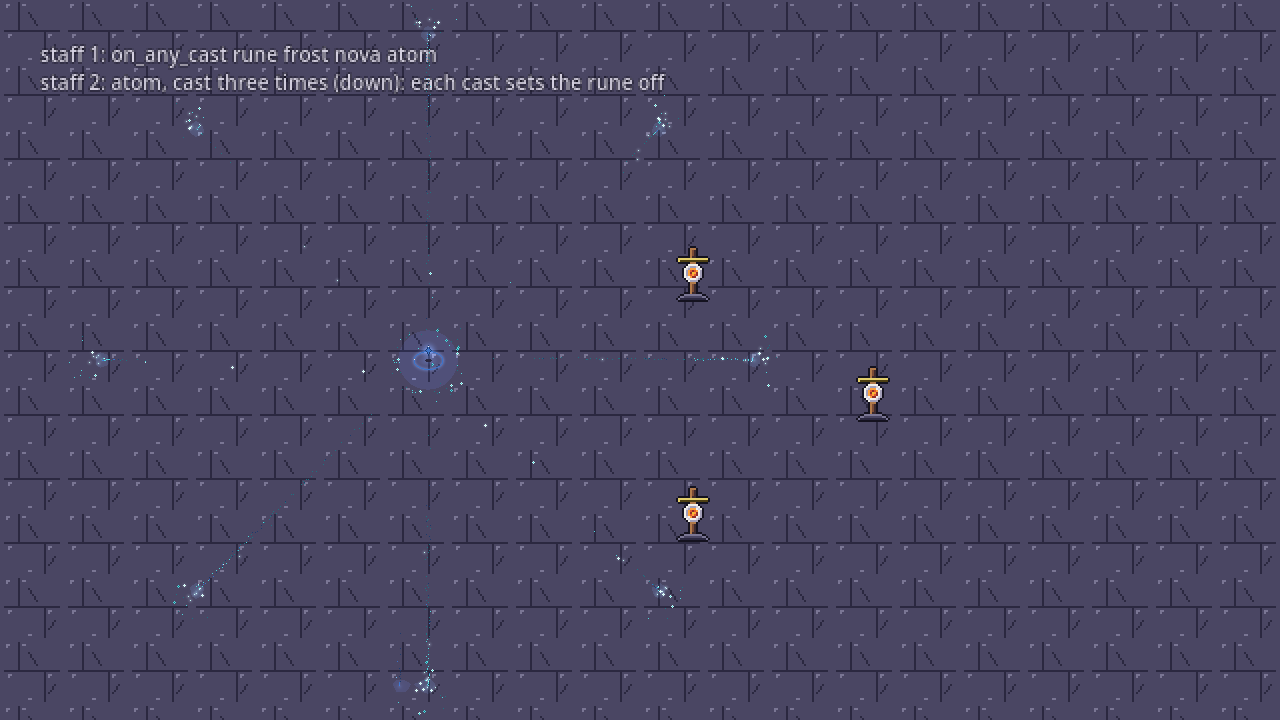 staff 1: on_any_cast rune frost nova atom
staff 2: atom, cast three times (down): each cast sets the rune off